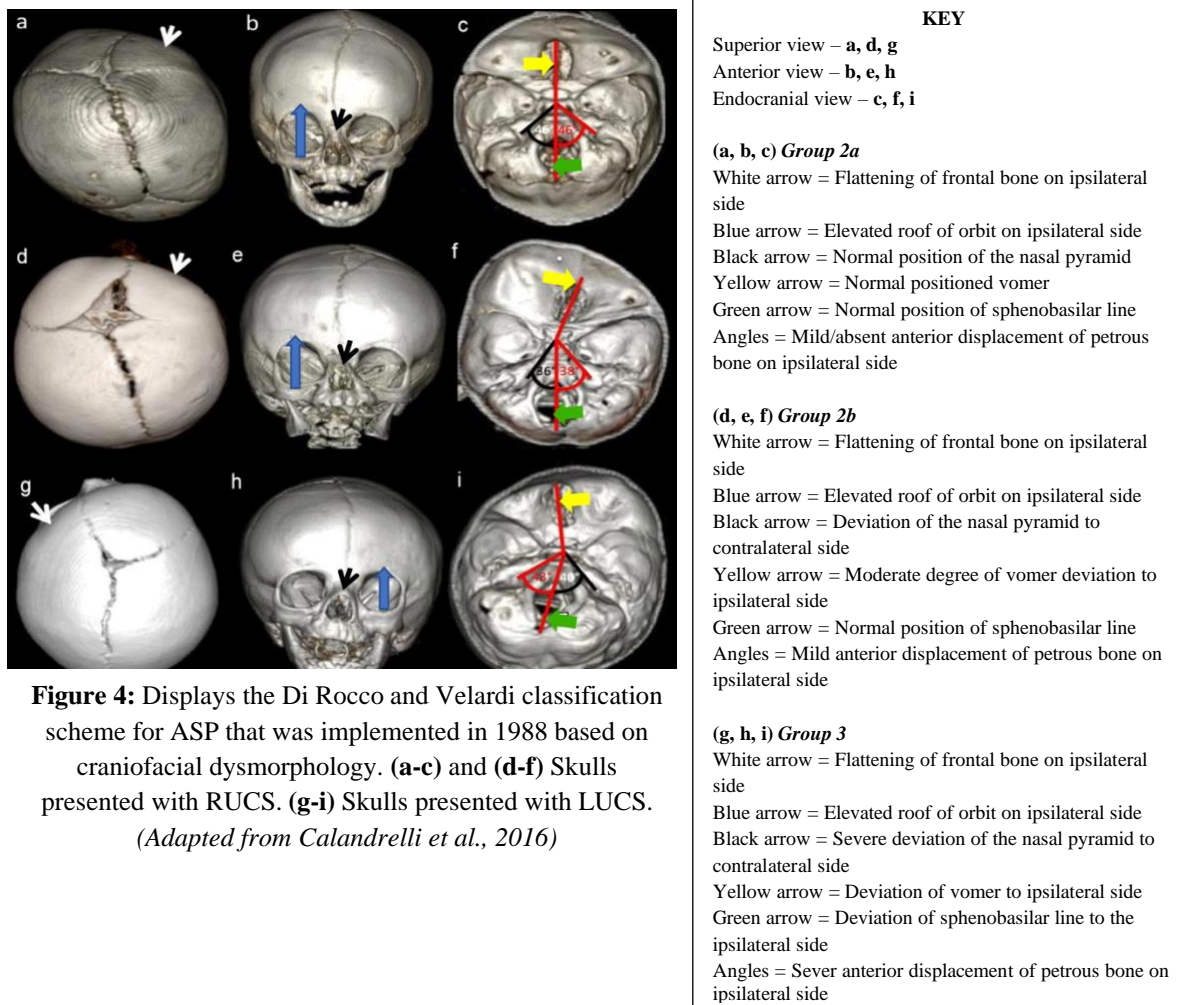 a
b
c
46
d
e
f
36°
38°
g
h
i
48
40
Figure 4: Displays the Di Rocco and Velardi classification
scheme for ASP that was implemented in 1988 based on
craniofacial dysmorphology. (a-c) and (d-f) Skulls
presented with RUCS. (g-i) Skulls presented with LUCS.
(Adapted from Calandrelli et al., 2016)
KEY
Superior view – a, d, g
Anterior view – b, e, h
Endocranial view – c, f, i
(a, b, c) Group 2a
White arrow = Flattening of frontal bone on ipsilateral
side
Blue arrow = Elevated roof of orbit on ipsilateral side
Black arrow = Normal position of the nasal pyramid
Yellow arrow = Normal positioned vomer
Green arrow = Normal position of sphenobasilar line
Angles = Mild/absent anterior displacement of petrous
bone on ipsilateral side
(d, e, f) Group 2b
White arrow = Flattening of frontal bone on ipsilateral
side
Blue arrow = Elevated roof of orbit on ipsilateral side
Black arrow = Deviation of the nasal pyramid to
contralateral side
Yellow arrow = Moderate degree of vomer deviation to
ipsilateral side
Green arrow = Normal position of sphenobasilar line
Angles = Mild anterior displacement of petrous bone on
ipsilateral side
(g, h, i) Group 3
White arrow = Flattening of frontal bone on ipsilateral
side
Blue arrow = Elevated roof of orbit on ipsilateral side
Black arrow = Severe deviation of the nasal pyramid to
contralateral side
Yellow arrow = Deviation of vomer to ipsilateral side
Green arrow = Deviation of sphenobasilar line to the
ipsilateral side
Angles = Sever anterior displacement of petrous bone on
ipsilateral side